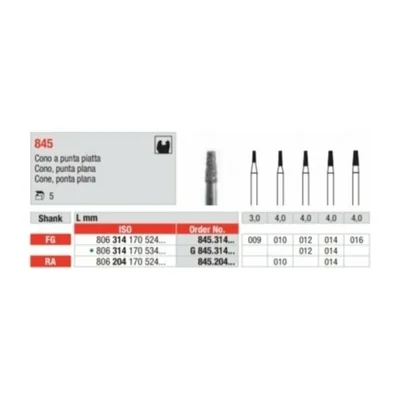 845
Cono a punta piatta
Cono, punta plana
Cone, ponta plana
5
Shank L mm 3,0 4,0 4,0 4,0 4,0
ISO Order No.
FG 806 314 170 524... 845.314... 009 010 012 014 016
• 806 314 170 534... G 845.314... 012 014
RA 806 204 170 524... 845.204... 010 014